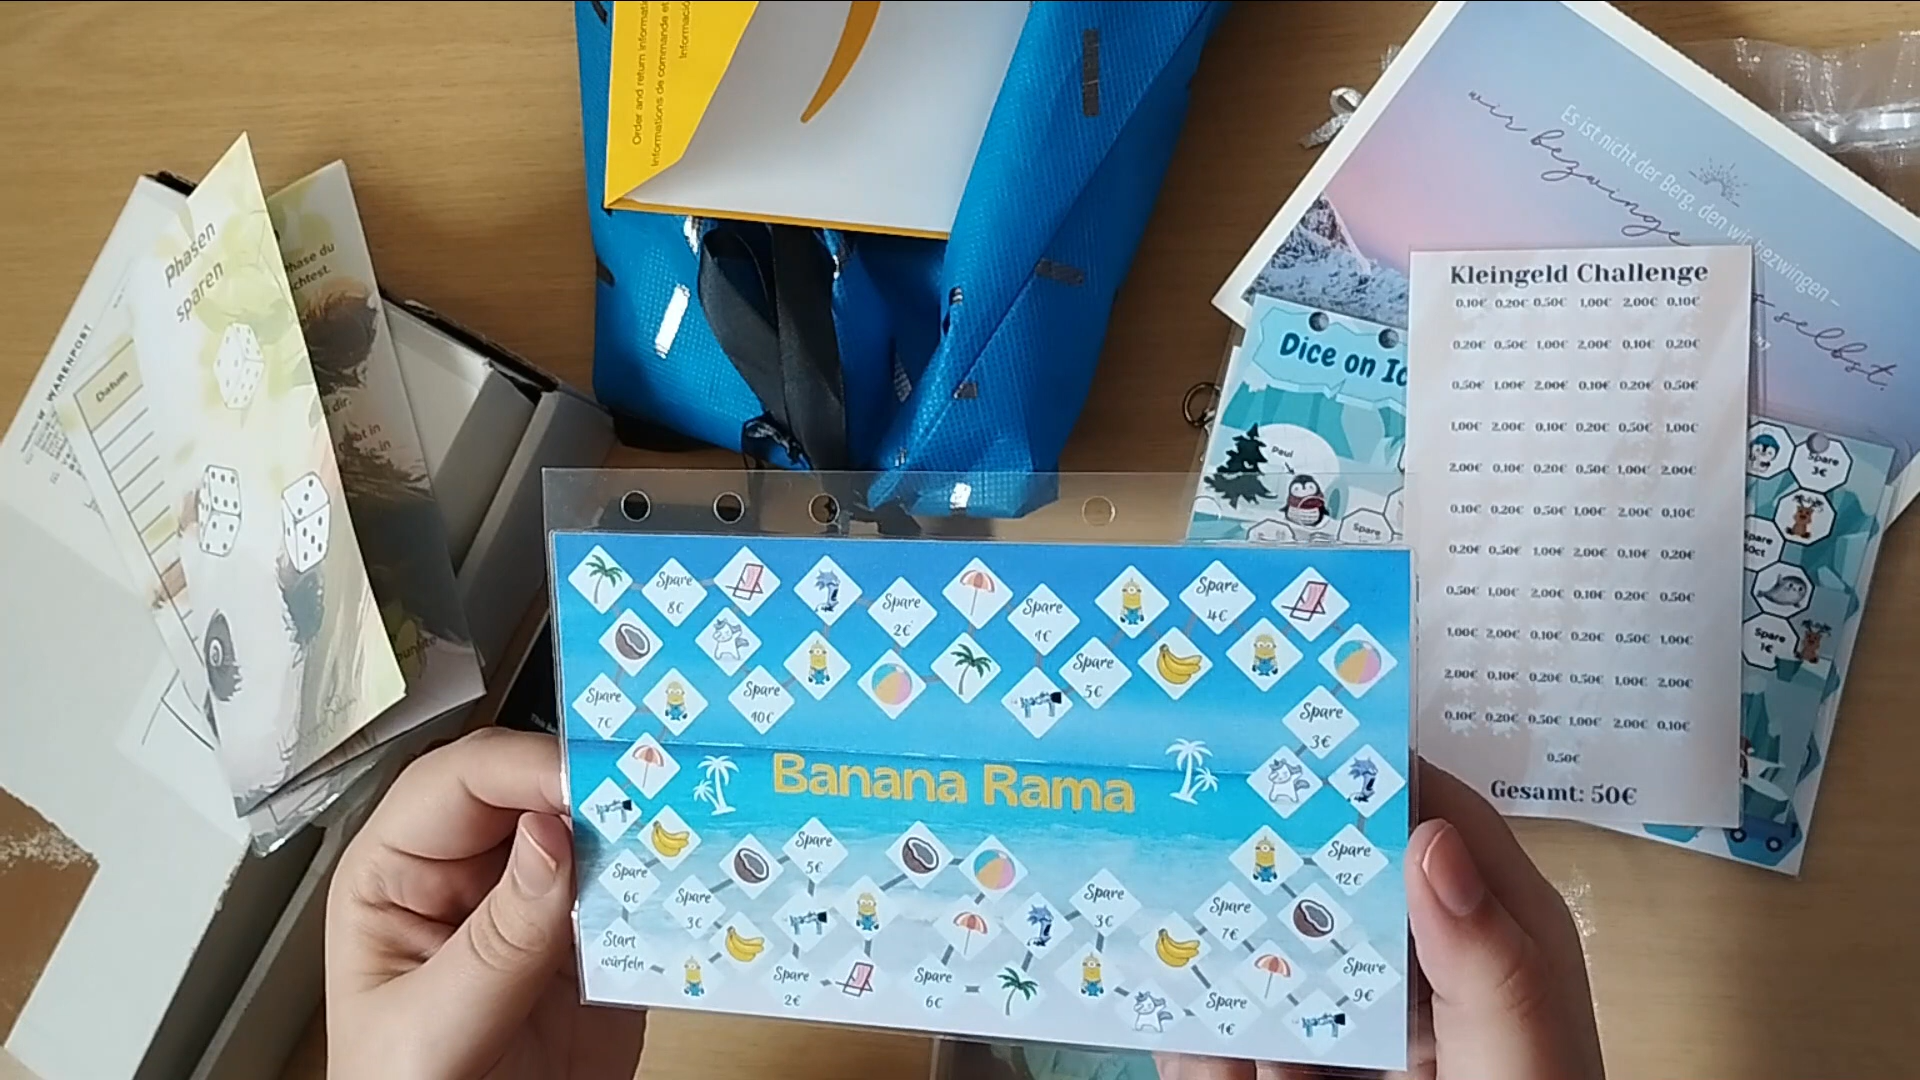 Order and return informati
Informations de commande et
Informació
Es ist nicht der Berg, den wir bezwingen –
wir bezwinge
selbst.
Phasen
sparen
Phase du
chtest.
dir.
Datum
WARENPOST
Dice on Ic
Paul
Spare
Spare
3€
Spare
50ct
Spare
1€
Kleingeld Challenge
0,10€ 0,20€ 0,50€ 1,00€ 2,00€ 0,10€
0,20€ 0,50€ 1,00€ 2,00€ 0,10€ 0,20€
0,50€ 1,00€ 2,00€ 0,10€ 0,20€ 0,50€
1,00€ 2,00€ 0,10€ 0,20€ 0,50€ 1,00€
2,00€ 0,10€ 0,20€ 0,50€ 1,00€ 2,00€
0,10€ 0,20€ 0,50€ 1,00€ 2,00€ 0,10€
0,20€ 0,50€ 1,00€ 2,00€ 0,10€ 0,20€
0,50€ 1,00€ 2,00€ 0,10€ 0,20€ 0,50€
1,00€ 2,00€ 0,10€ 0,20€ 0,50€ 1,00€
2,00€ 0,10€ 0,20€ 0,50€ 1,00€ 2,00€
0,10€ 0,20€ 0,50€ 1,00€ 2,00€ 0,10€
0,50€
Gesamt: 50€
Spare
8€
Spare
2€
Spare
1€
Spare
4€
Spare
7€
Spare
10€
Spare
5€
Spare
3€
Banana Rama
Spare
6€
Spare
3€
Spare
5€
Spare
3€
Spare
7€
Spare
12€
Start
würfeln
Spare
2€
Spare
6€
Spare
1€
Spare
9€